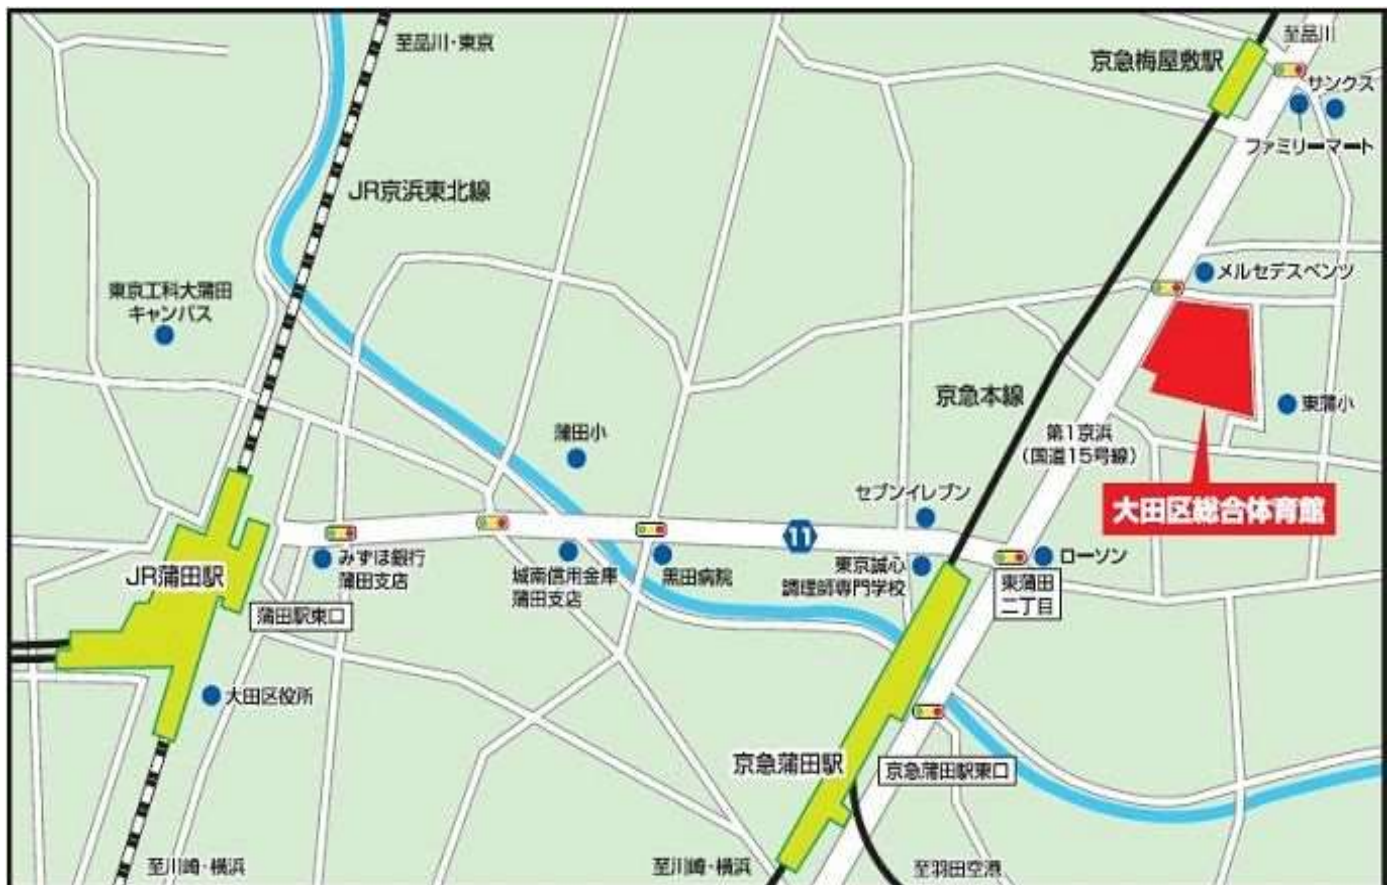 至品川・東京
至品川
京急梅屋敷駅
サンクス
ファミリーマート
JR京浜東北線
メルセデスベンツ
東京工科大蒲田
キャンパス
京急本線
東蒲小
蒲田小
第1京浜
(国道15号線)
セブンイレブン
大田区総合体育館
11
みずほ銀行
蒲田支店
城南信用金庫
蒲田支店
黒田病院
東京誠心
調理師専門学校
ローソン
東蒲田
二丁目
JR蒲田駅
蒲田駅東口
大田区役所
京急蒲田駅
京急蒲田駅東口
至川崎・横浜
至川崎・横浜
至羽田空港